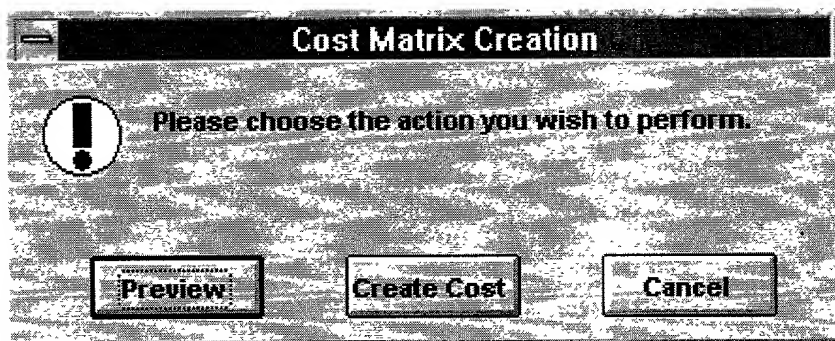 Cost Matrix Creation
Please choose the action you wish to perform.
Preview Create Cost Cancel